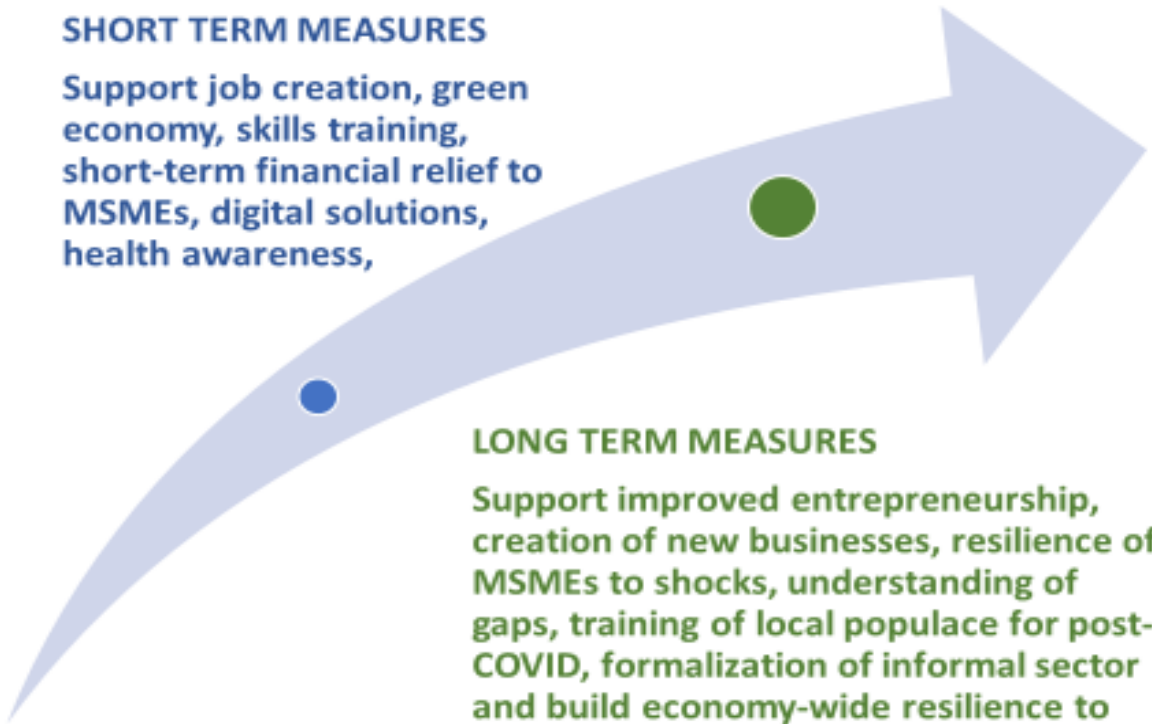 SHORT TERM MEASURES
Support job creation, green
economy, skills training,
short-term financial relief to
MSMEs, digital solutions,
health awareness,
LONG TERM MEASURES
Support improved entrepreneurship,
creation of new businesses, resilience of
MSMEs to shocks, understanding of
gaps, training of local populace for post-
COVID, formalization of informal sector
and build economy-wide resilience to